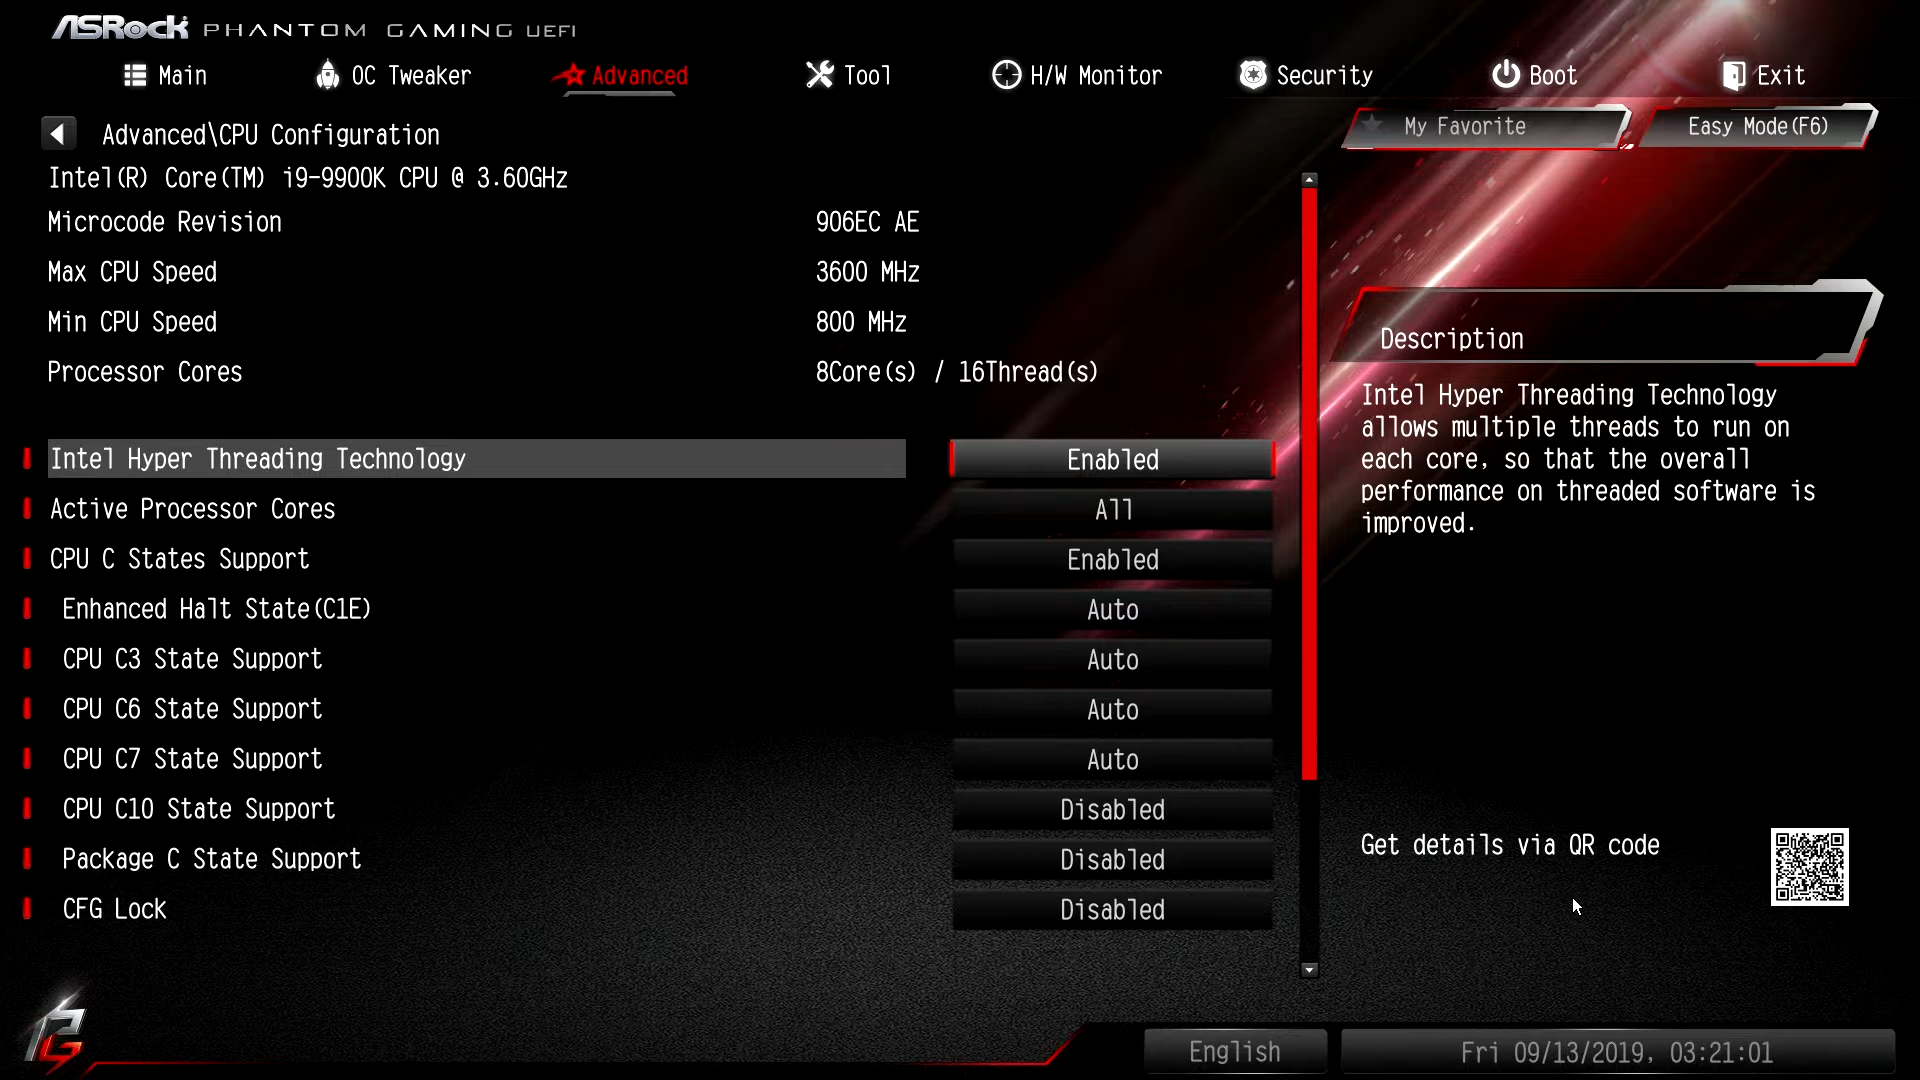 ASRock PHANTOM GAMING UEFI
Main
OC Tweaker
Advanced
Tool
H/W Monitor
Security
Boot
Exit
My Favorite
Easy Mode(F6)
Advanced\CPU Configuration
Intel(R) Core(TM) i9-9900K CPU @ 3.60GHz
Microcode Revision 906EC AE
Max CPU Speed 3600 MHz
Min CPU Speed 800 MHz
Processor Cores 8Core(s) / 16Thread(s)
Intel Hyper Threading Technology Enabled
Active Processor Cores All
CPU C States Support Enabled
Enhanced Halt State(C1E) Auto
CPU C3 State Support Auto
CPU C6 State Support Auto
CPU C7 State Support Auto
CPU C10 State Support Disabled
Package C State Support Disabled
CFG Lock Disabled
Description
Intel Hyper Threading Technology
allows multiple threads to run on
each core, so that the overall
performance on threaded software is
improved.
Get details via QR code
English
Fri 09/13/2019, 03:21:01